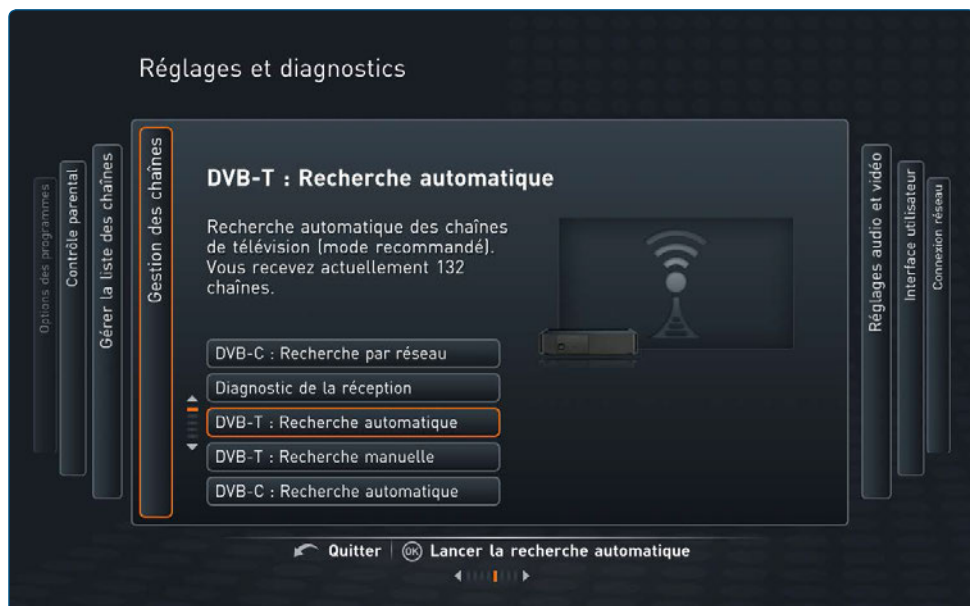 Réglages et diagnostics
Options des programmes
Contrôle parental
Gérer la liste des chaînes
Gestion des chaînes
DVB-T : Recherche automatique
Recherche automatique des chaînes
de télévision (mode recommandé).
Vous recevez actuellement 132
chaînes.
DVB-C : Recherche par réseau
Diagnostic de la réception
DVB-T : Recherche automatique
DVB-T : Recherche manuelle
DVB-C : Recherche automatique
Réglages audio et vidéo
Interface utilisateur
Connexion réseau
Quitter
OK Lancer la recherche automatique